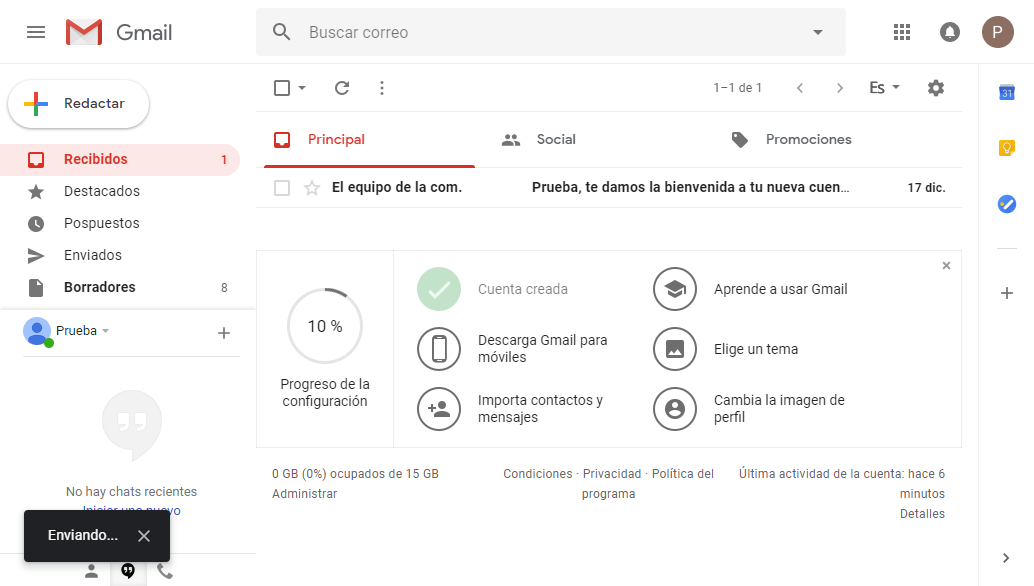 Gmail
Buscar correo
P
Redactar
1–1 de 1
Es
31
Principal
Social
Promociones
Recibidos 1
El equipo de la com. Prueba, te damos la bienvenida a tu nueva cuen… 17 dic.
Destacados
Pospuestos
Enviados
Borradores 8
Prueba
10 %
Progreso de la
configuración
Cuenta creada
Descarga Gmail para
móviles
Importa contactos y
mensajes
Aprende a usar Gmail
Elige un tema
Cambia la imagen de
perfil
0 GB (0%) ocupados de 15 GB
Administrar
Condiciones · Privacidad · Política del
programa
Última actividad de la cuenta: hace 6
minutos
Detalles
No hay chats recientes
Iniciar uno nuevo
Enviando...